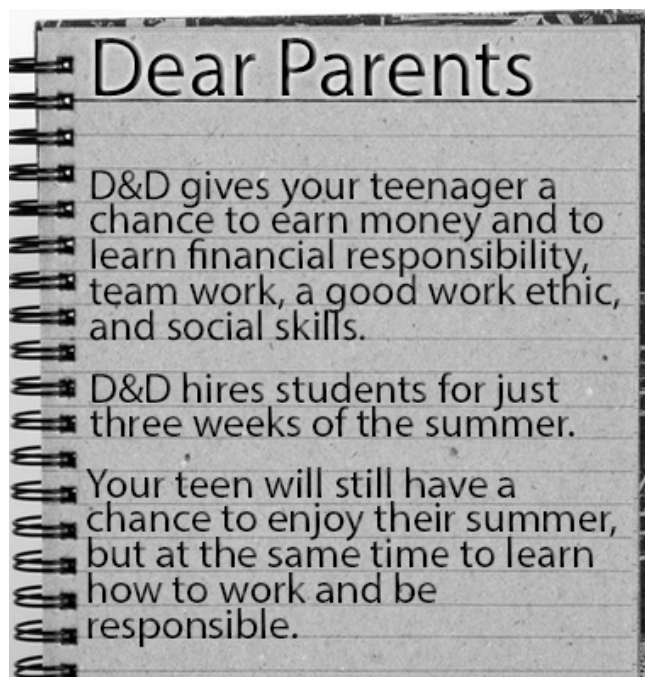 Dear Parents
D&D gives your teenager a
chance to earn money and to
learn financial responsibility,
team work, a good work ethic,
and social skills.
D&D hires students for just
three weeks of the summer.
Your teen will still have a
chance to enjoy their summer,
but at the same time to learn
how to work and be
responsible.